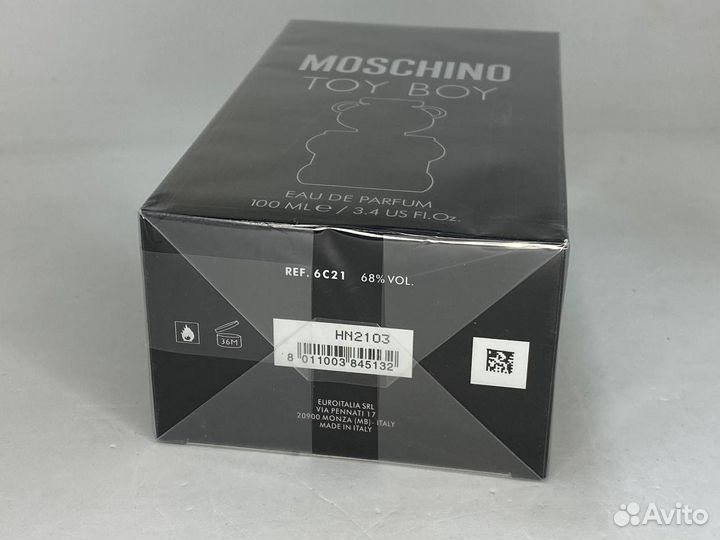 MOSCHINO
TOY BOY
EAU DE PARFUM
100 ML ℮ / 3.4 US Fl.Oz.
REF. 6C21 68% VOL.
36M
HN2103
8 011003 845132
EUROITALIA SRL
VIA PENNATI 17
20900 MONZA (MB) - ITALY
MADE IN ITALY
Avito